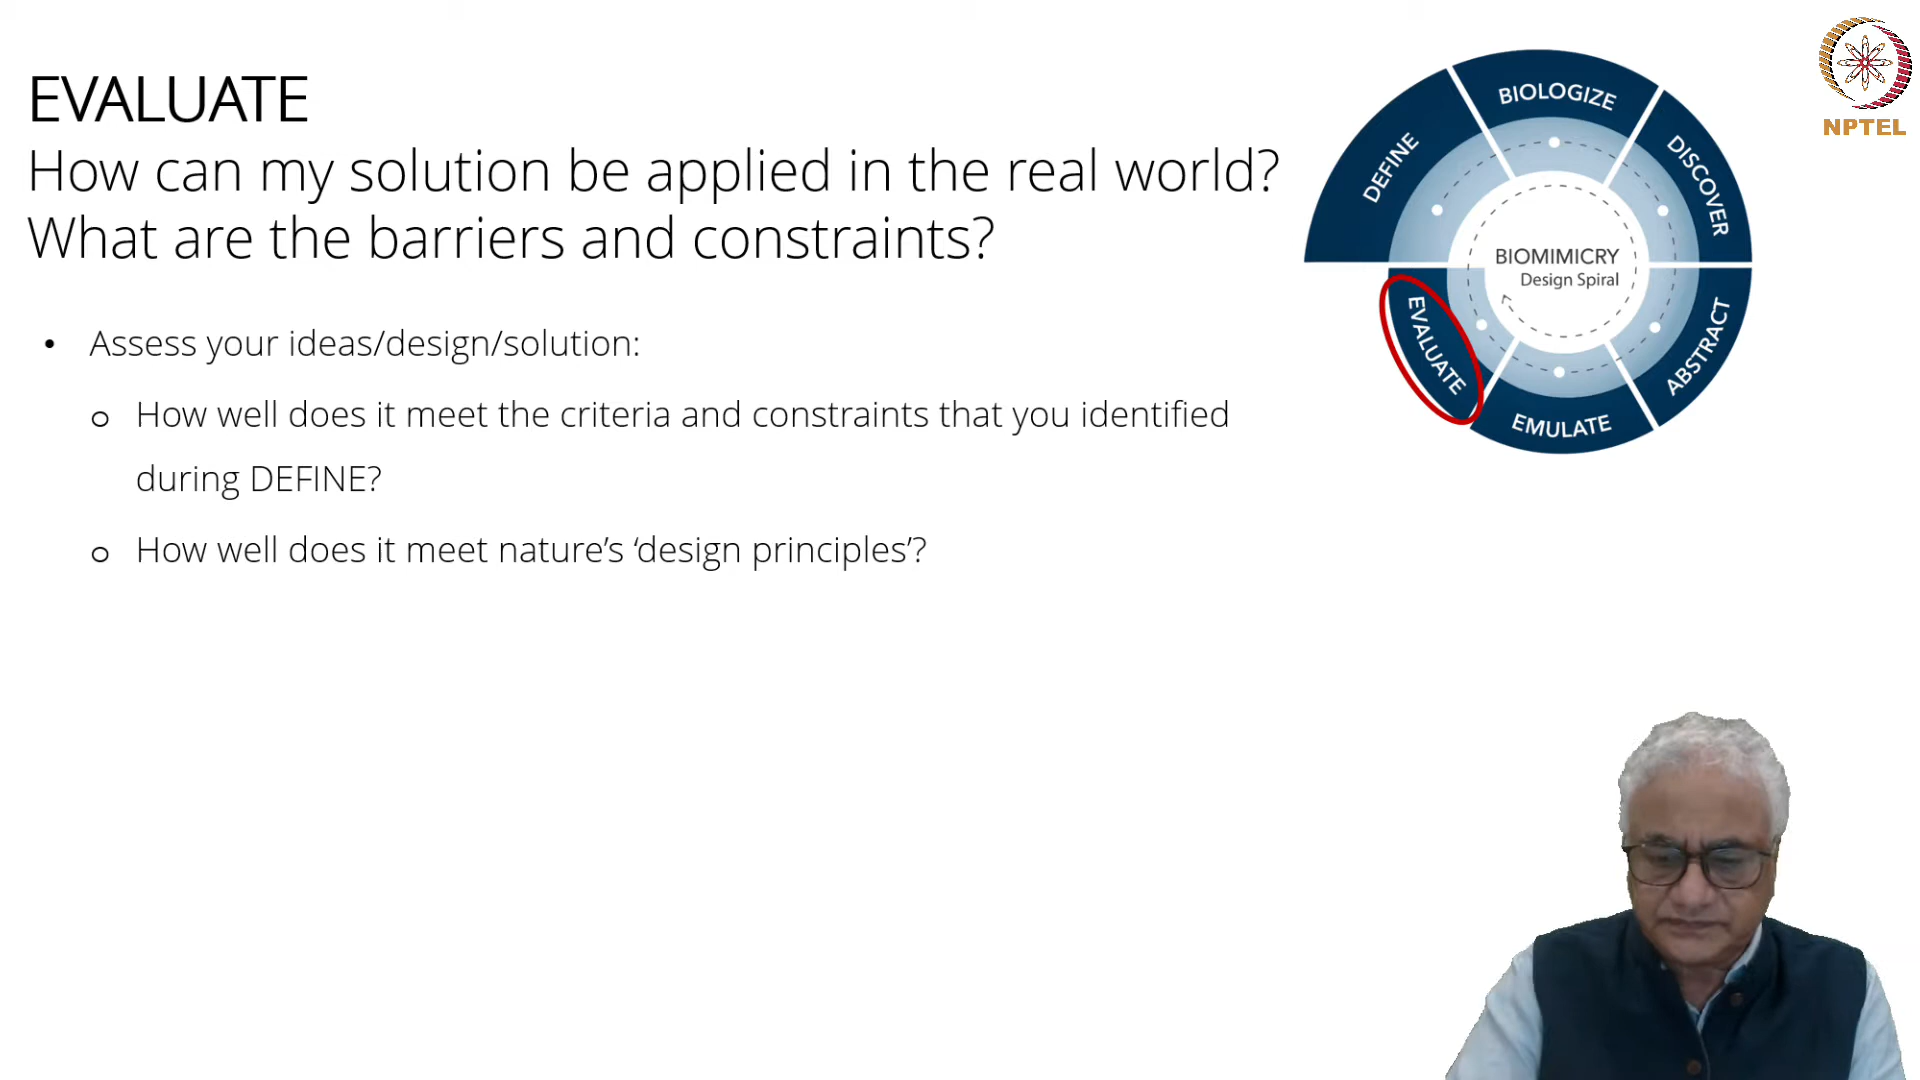 EVALUATE
How can my solution be applied in the real world?
What are the barriers and constraints?
• Assess your ideas/design/solution:
o How well does it meet the criteria and constraints that you identified
during DEFINE?
o How well does it meet nature’s ‘design principles’?
DEFINE
BIOLOGIZE
DISCOVER
ABSTRACT
EMULATE
EVALUATE
BIOMIMICRY
Design Spiral
NPTEL